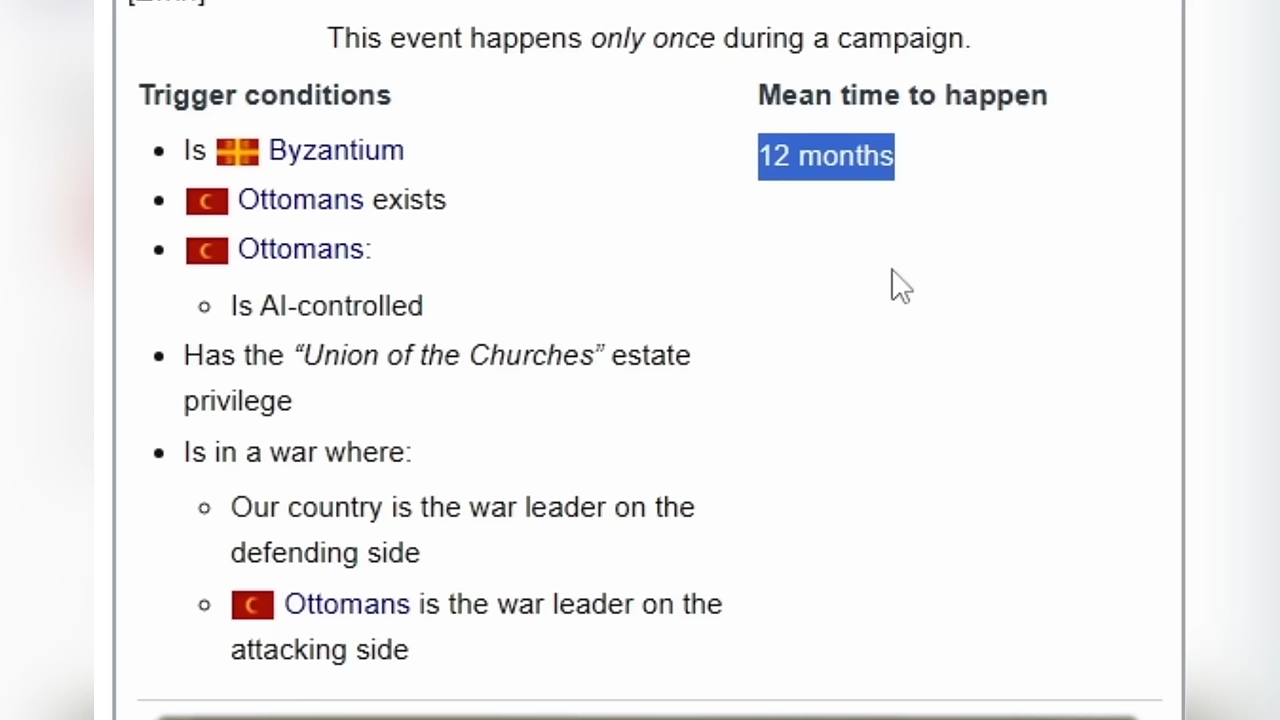 This event happens only once during a campaign.
Trigger conditions
Mean time to happen
Is Byzantium
12 months
Ottomans exists
Ottomans:
Is AI-controlled
Has the “Union of the Churches” estate
privilege
Is in a war where:
Our country is the war leader on the
defending side
Ottomans is the war leader on the
attacking side